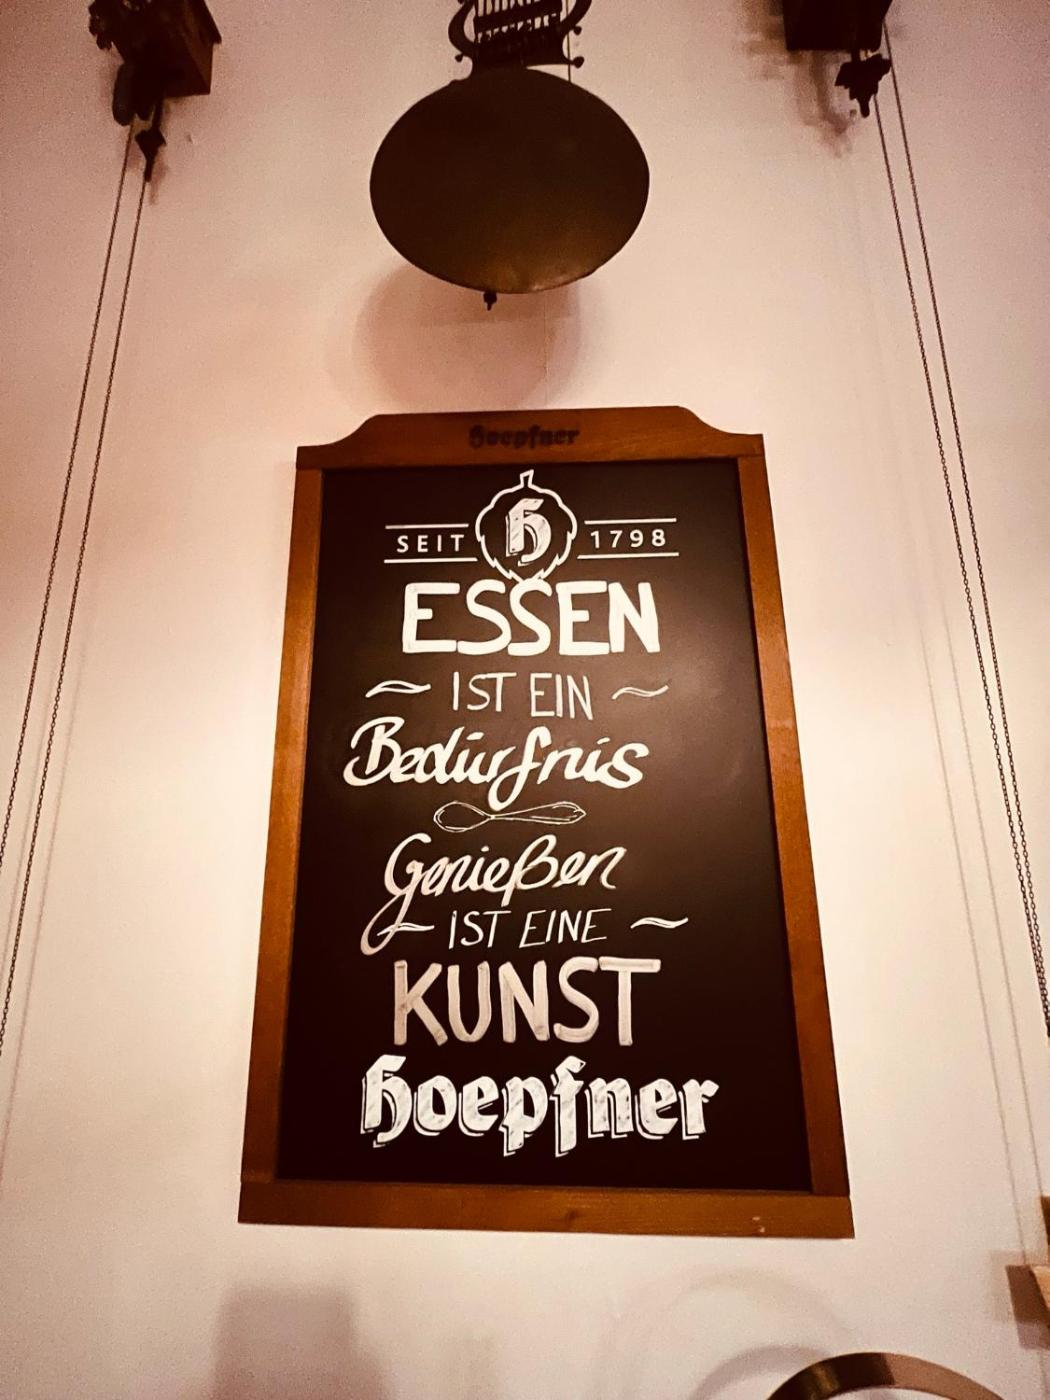 Hoepfner
SEIT H 1798
ESSEN
~ IST EIN ~
Bedürfnis
Genießen
~ IST EINE ~
KUNST
Hoepfner